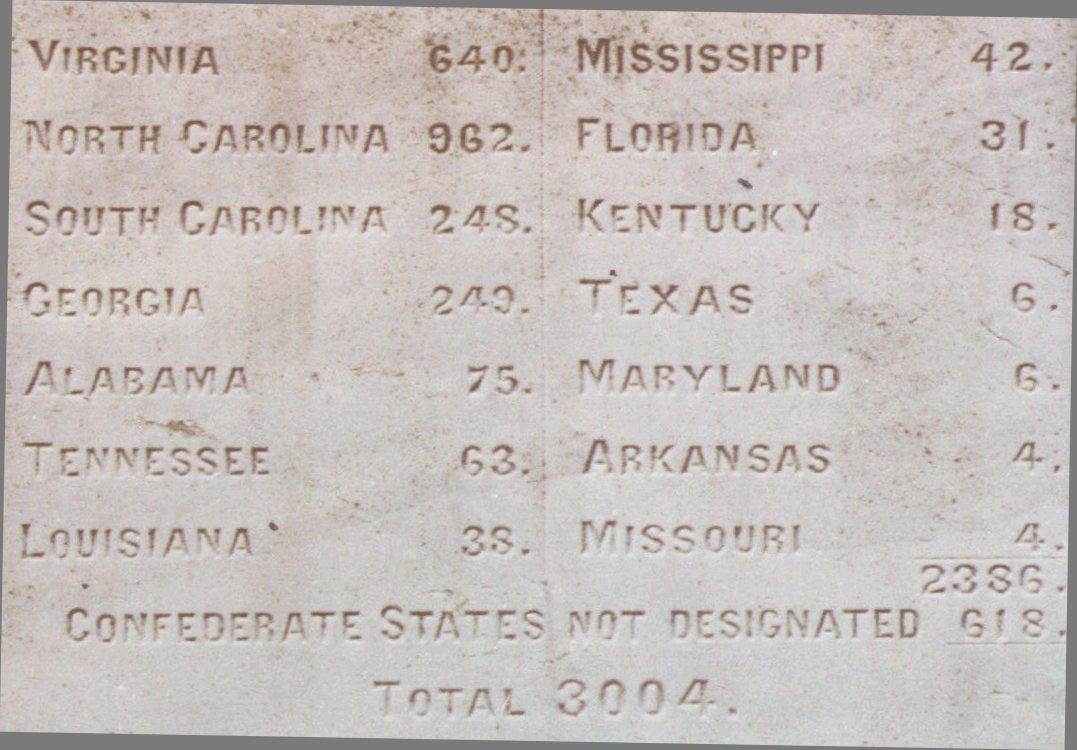 VIRGINIA 640. MISSISSIPPI 42.
NORTH CAROLINA 962. FLORIDA 31.
SOUTH CAROLINA 248. KENTUCKY 18.
GEORGIA 249. TEXAS 6.
ALABAMA 75. MARYLAND 6.
TENNESSEE 63. ARKANSAS 4.
LOUISIANA 38. MISSOURI 4.
2386.
CONFEDERATE STATES NOT DESIGNATED 618.
TOTAL 3004.